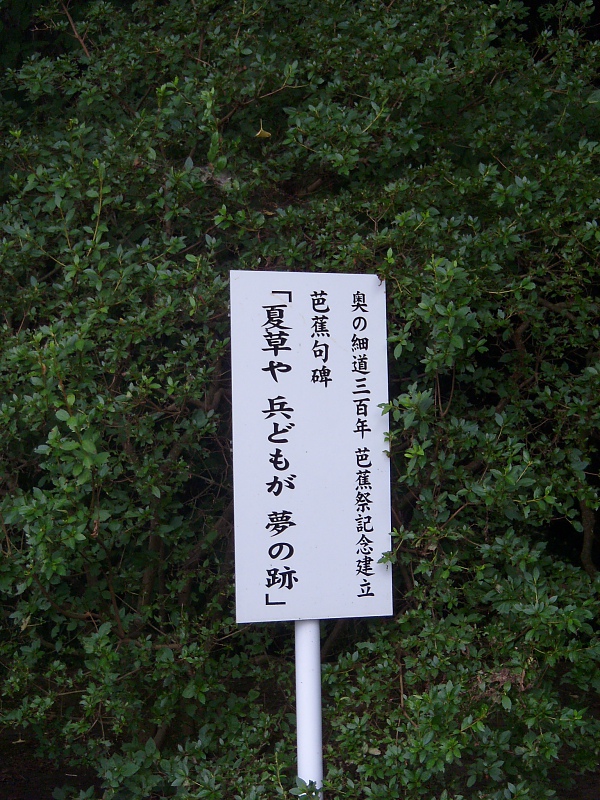 奥の細道三百年 芭蕉祭記念建立
芭蕉句碑
「夏草や 兵どもが 夢の跡」